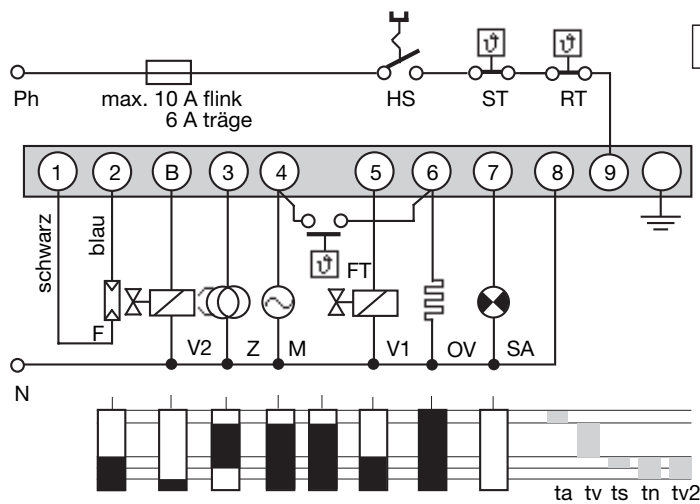 ϑ ϑ
Ph max. 10 A flink HS ST RT
6 A träge
1 2 B 3 4 5 6 7 8 9
schwarz
blau
ϑ FT
F V2 Z M V1 OV SA
N
ta tv ts tn tv2